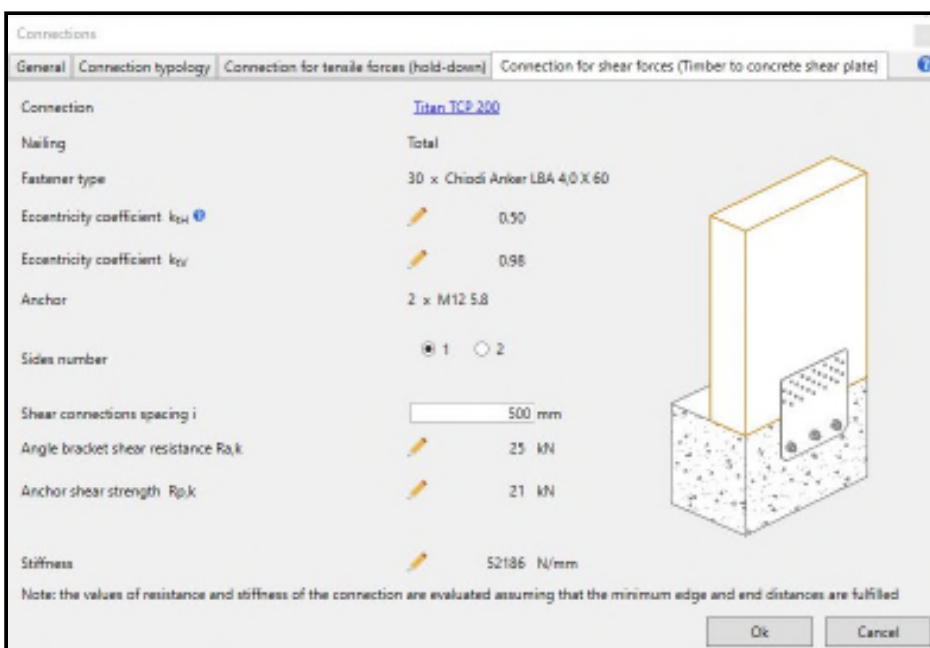 Connections
General Connection typology Connection for tensile forces (hold-down) Connection for shear forces (Timber to concrete shear plate)
Connection Titan TCP 200
Nailing Total
Fastener type 30 x Chiodi Anker LBA 4,0 X 60
Eccentricity coefficient ktH 0.50
Eccentricity coefficient ktV 0.98
Anchor 2 x M12 5.8
Sides number 1 2
Shear connections spacing i 500 mm
Angle bracket shear resistance Ra,k 25 kN
Anchor shear strength Rp,k 21 kN
Stiffness 52186 N/mm
Note: the values of resistance and stiffness of the connection are evaluated assuming that the minimum edge and end distances are fulfilled
Ok Cancel